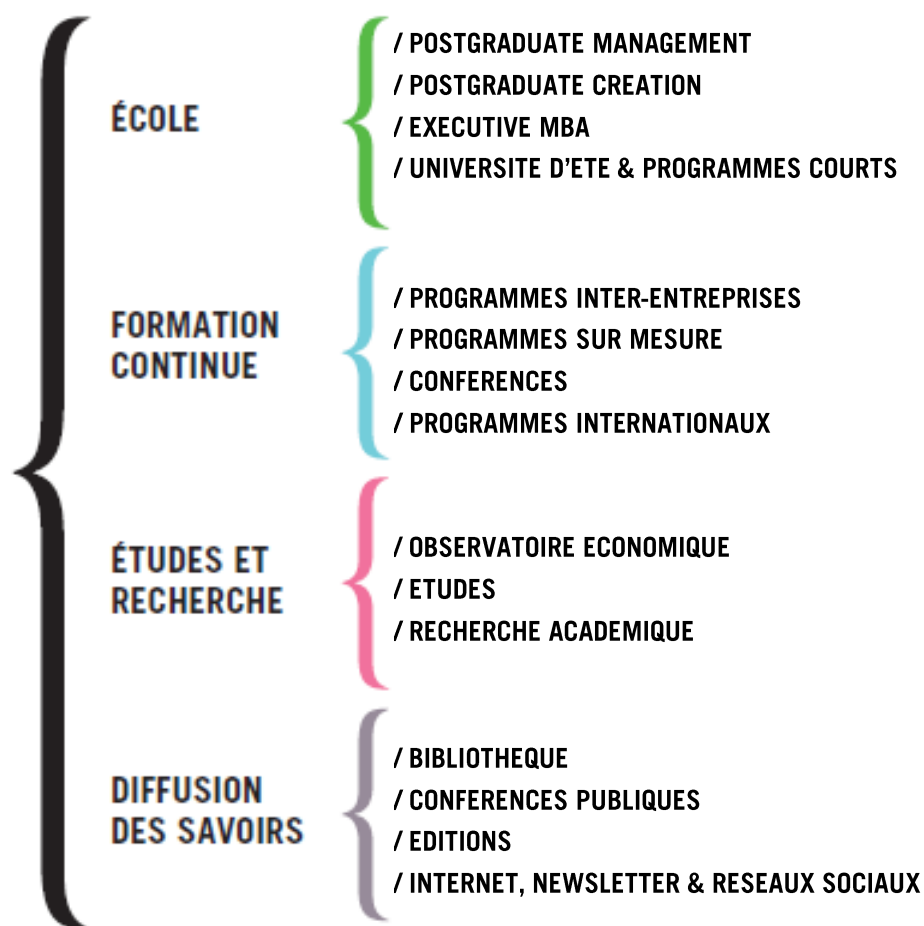 ÉCOLE
/ POSTGRADUATE MANAGEMENT
/ POSTGRADUATE CREATION
/ EXECUTIVE MBA
/ UNIVERSITE D'ETE & PROGRAMMES COURTS
FORMATION
CONTINUE
/ PROGRAMMES INTER-ENTREPRISES
/ PROGRAMMES SUR MESURE
/ CONFERENCES
/ PROGRAMMES INTERNATIONAUX
ÉTUDES ET
RECHERCHE
/ OBSERVATOIRE ECONOMIQUE
/ ETUDES
/ RECHERCHE ACADEMIQUE
DIFFUSION
DES SAVOIRS
/ BIBLIOTHEQUE
/ CONFERENCES PUBLIQUES
/ EDITIONS
/ INTERNET, NEWSLETTER & RESEAUX SOCIAUX